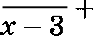 x − 3 +